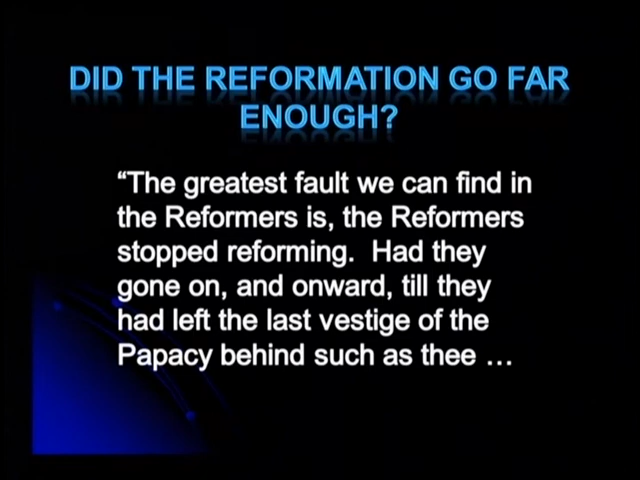 DID THE REFORMATION GO FAR
ENOUGH?
“The greatest fault we can find in
the Reformers is, the Reformers
stopped reforming.  Had they
gone on, and onward, till they
had left the last vestige of the
Papacy behind such as thee …